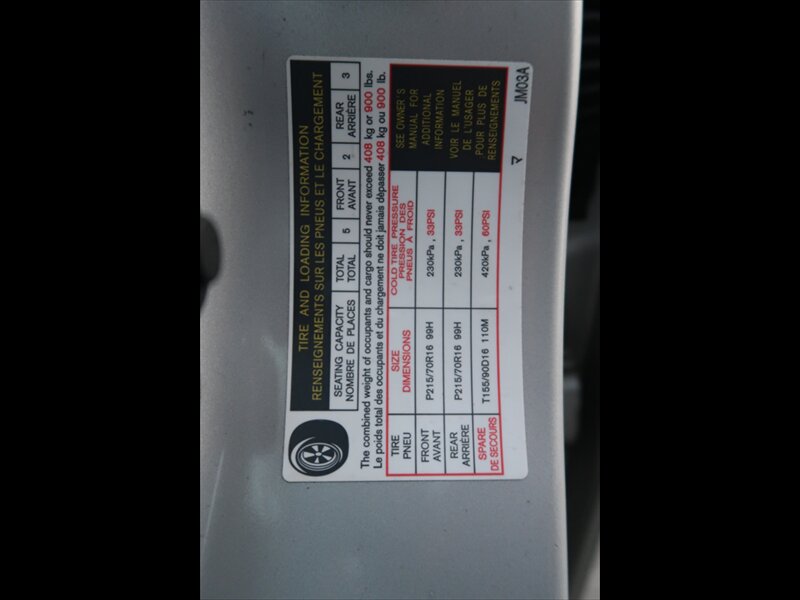 TIRE AND LOADING INFORMATION
RENSEIGNEMENTS SUR LES PNEUS ET LE CHARGEMENT
SEATING CAPACITY TOTAL 5 FRONT 2 REAR 3
NOMBRE DE PLACES TOTAL AVANT ARRIÈRE
The combined weight of occupants and cargo should never exceed 408 kg or 900 lbs.
Le poids total des occupants et du chargement ne doit jamais dépasser 408 kg ou 900 lb.
TIRE
PNEU
SIZE
DIMENSIONS
COLD TIRE PRESSURE
PRESSION DES
PNEUS À FROID
FRONT
AVANT
P215/70R16 99H
230kPa, 33PSI
REAR
ARRIÈRE
P215/70R16 99H
230kPa, 33PSI
SPARE
DE SECOURS
T155/90D16 110M
420kPa, 60PSI
SEE OWNER'S
MANUAL FOR
ADDITIONAL
INFORMATION
VOIR LE MANUEL
DE L'USAGER
POUR PLUS DE
RENSEIGNEMENTS
JM03A